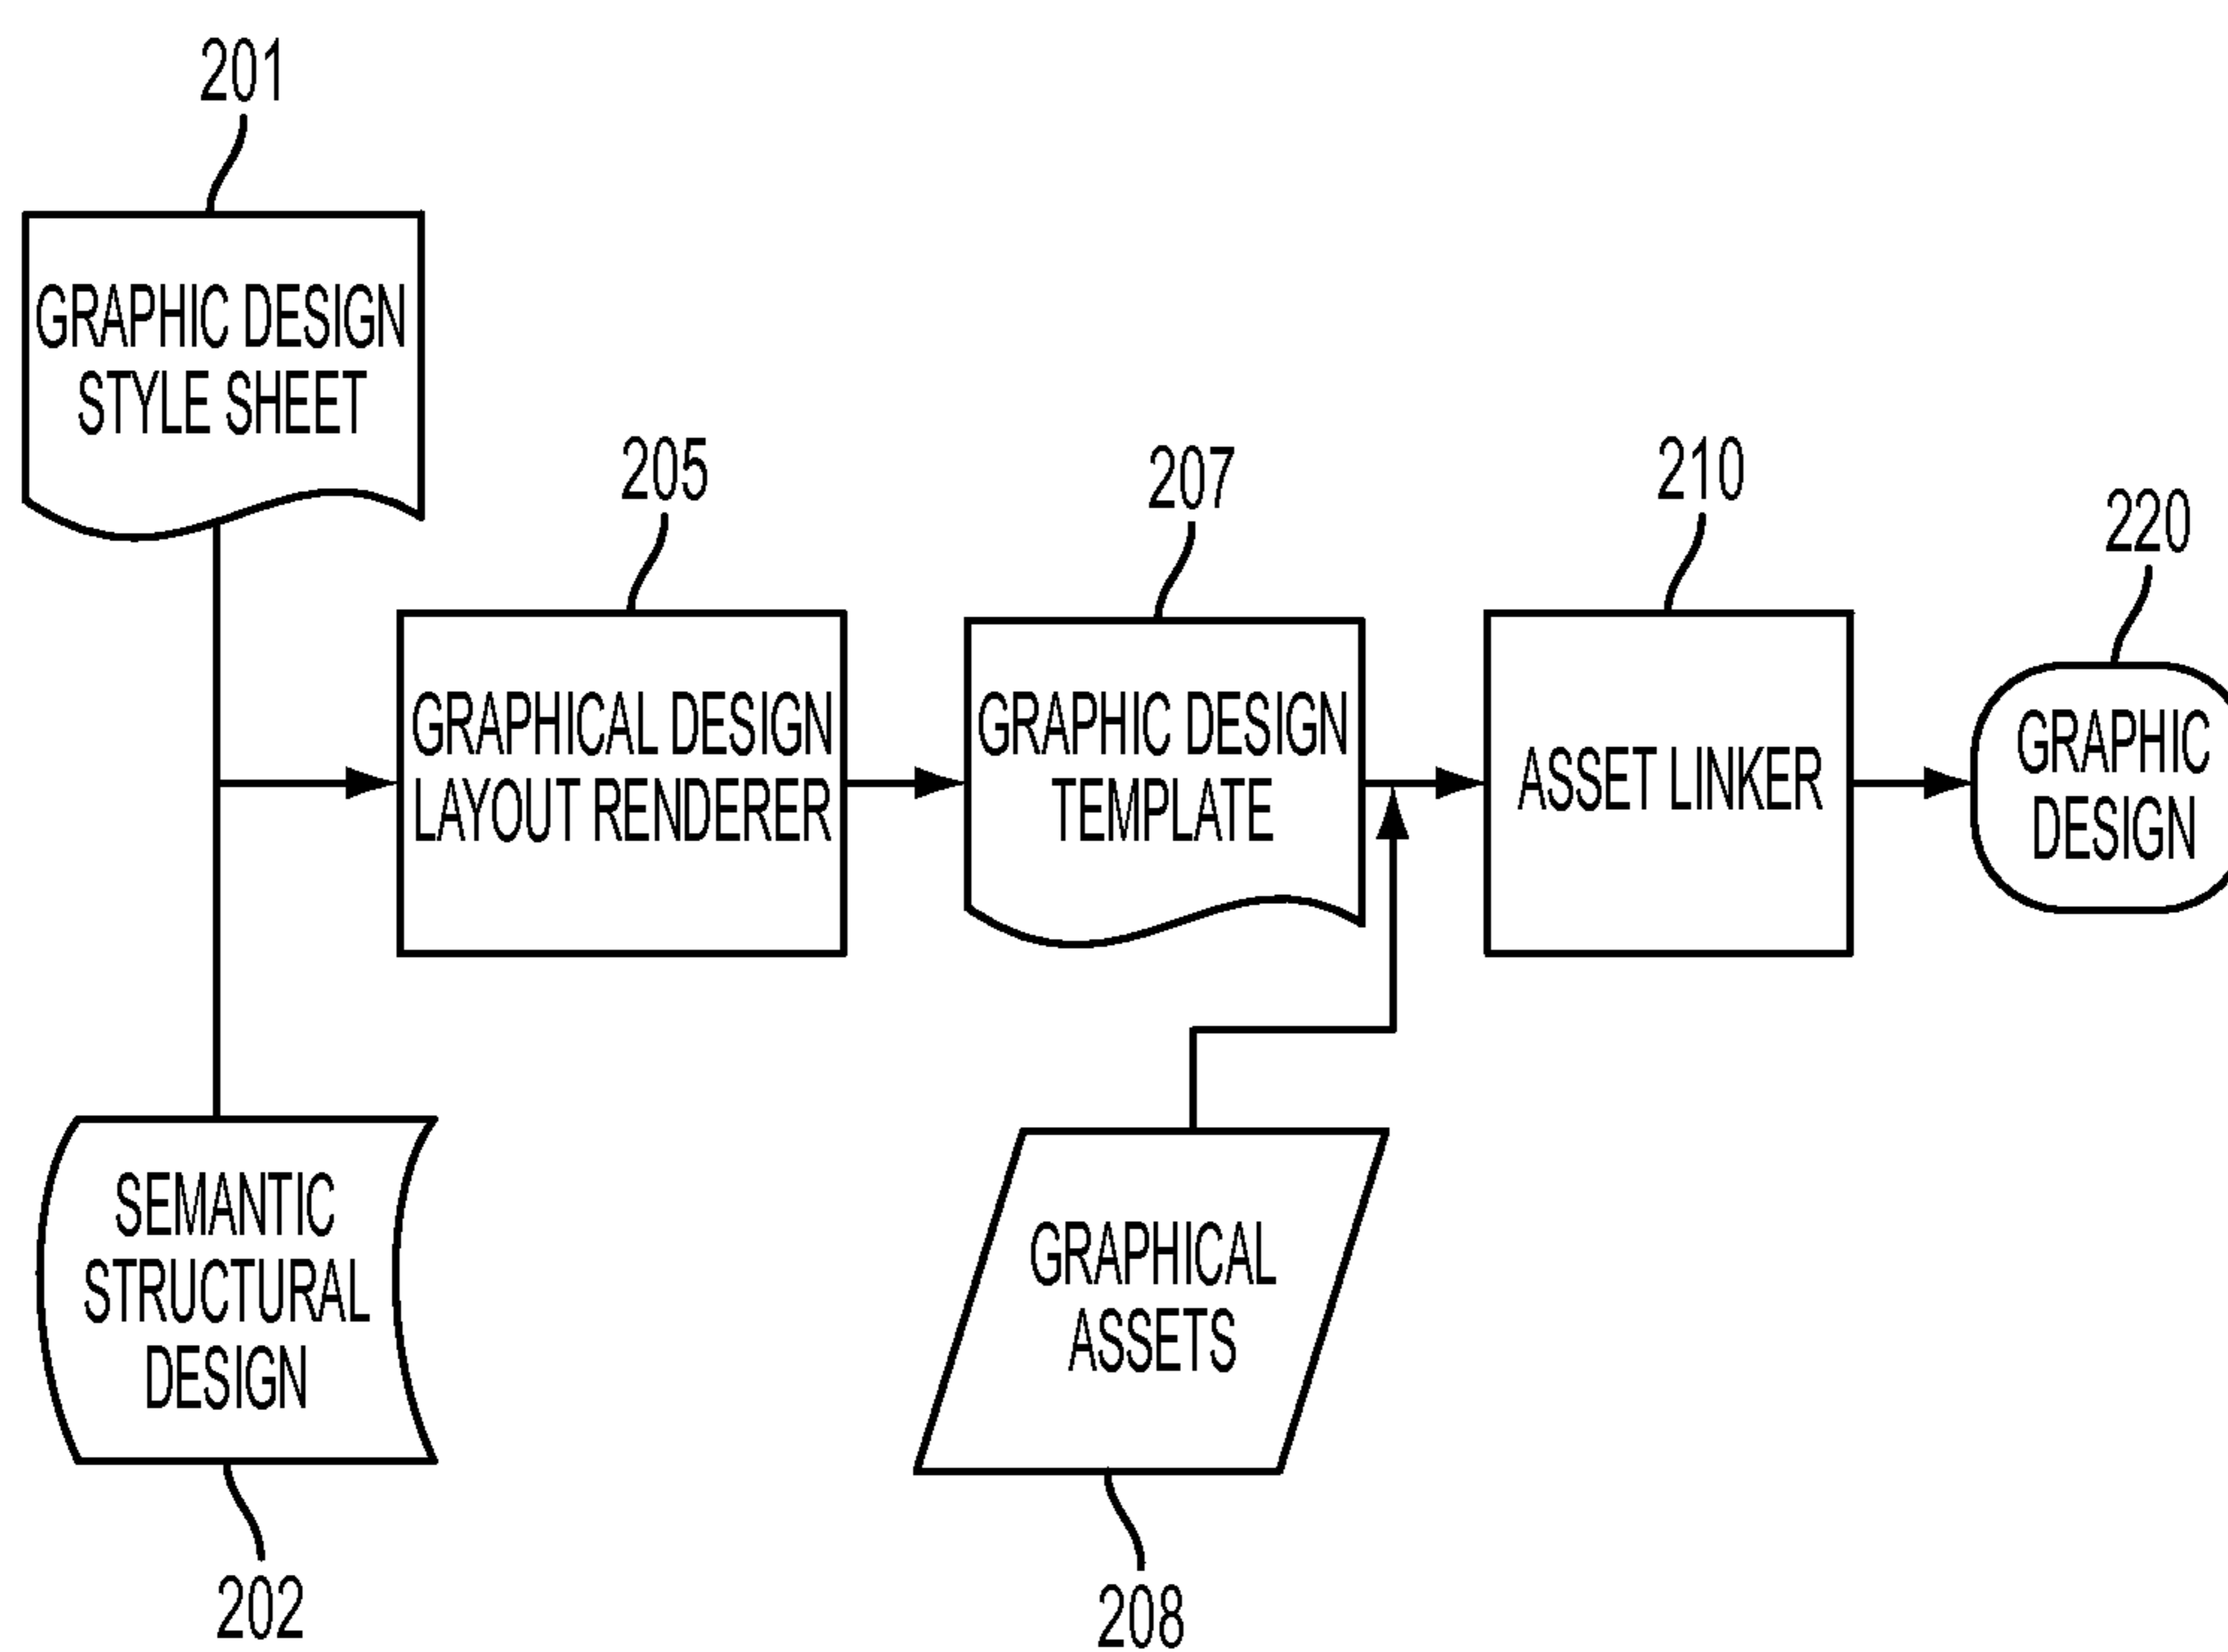 201
GRAPHIC DESIGN
STYLE SHEET
205
GRAPHICAL DESIGN
LAYOUT RENDERER
207
GRAPHIC DESIGN
TEMPLATE
210
ASSET LINKER
220
GRAPHIC
DESIGN
SEMANTIC
STRUCTURAL
DESIGN
202
GRAPHICAL
ASSETS
208